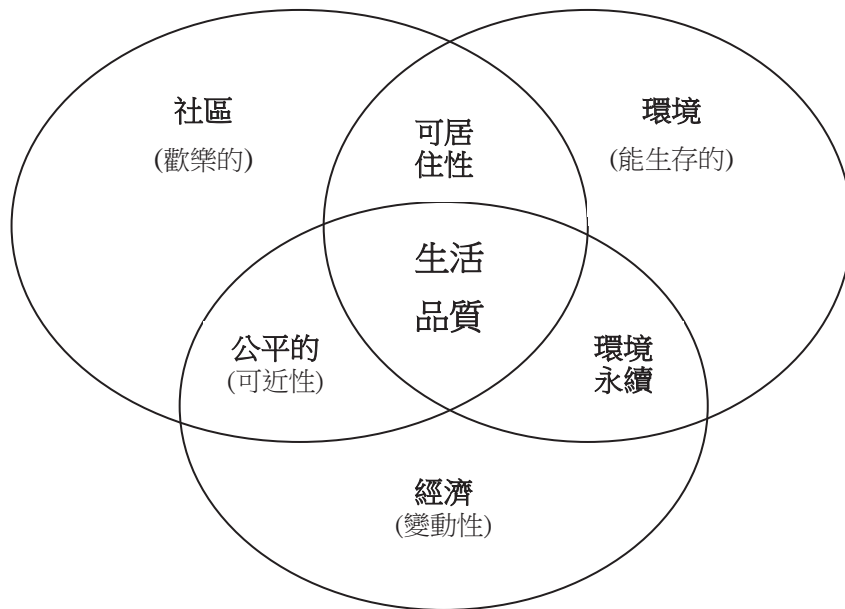 社區
(歡樂的)
可居
住性
環境
(能生存的)
生活
品質
公平的
(可近性)
環境
永續
經濟
(變動性)